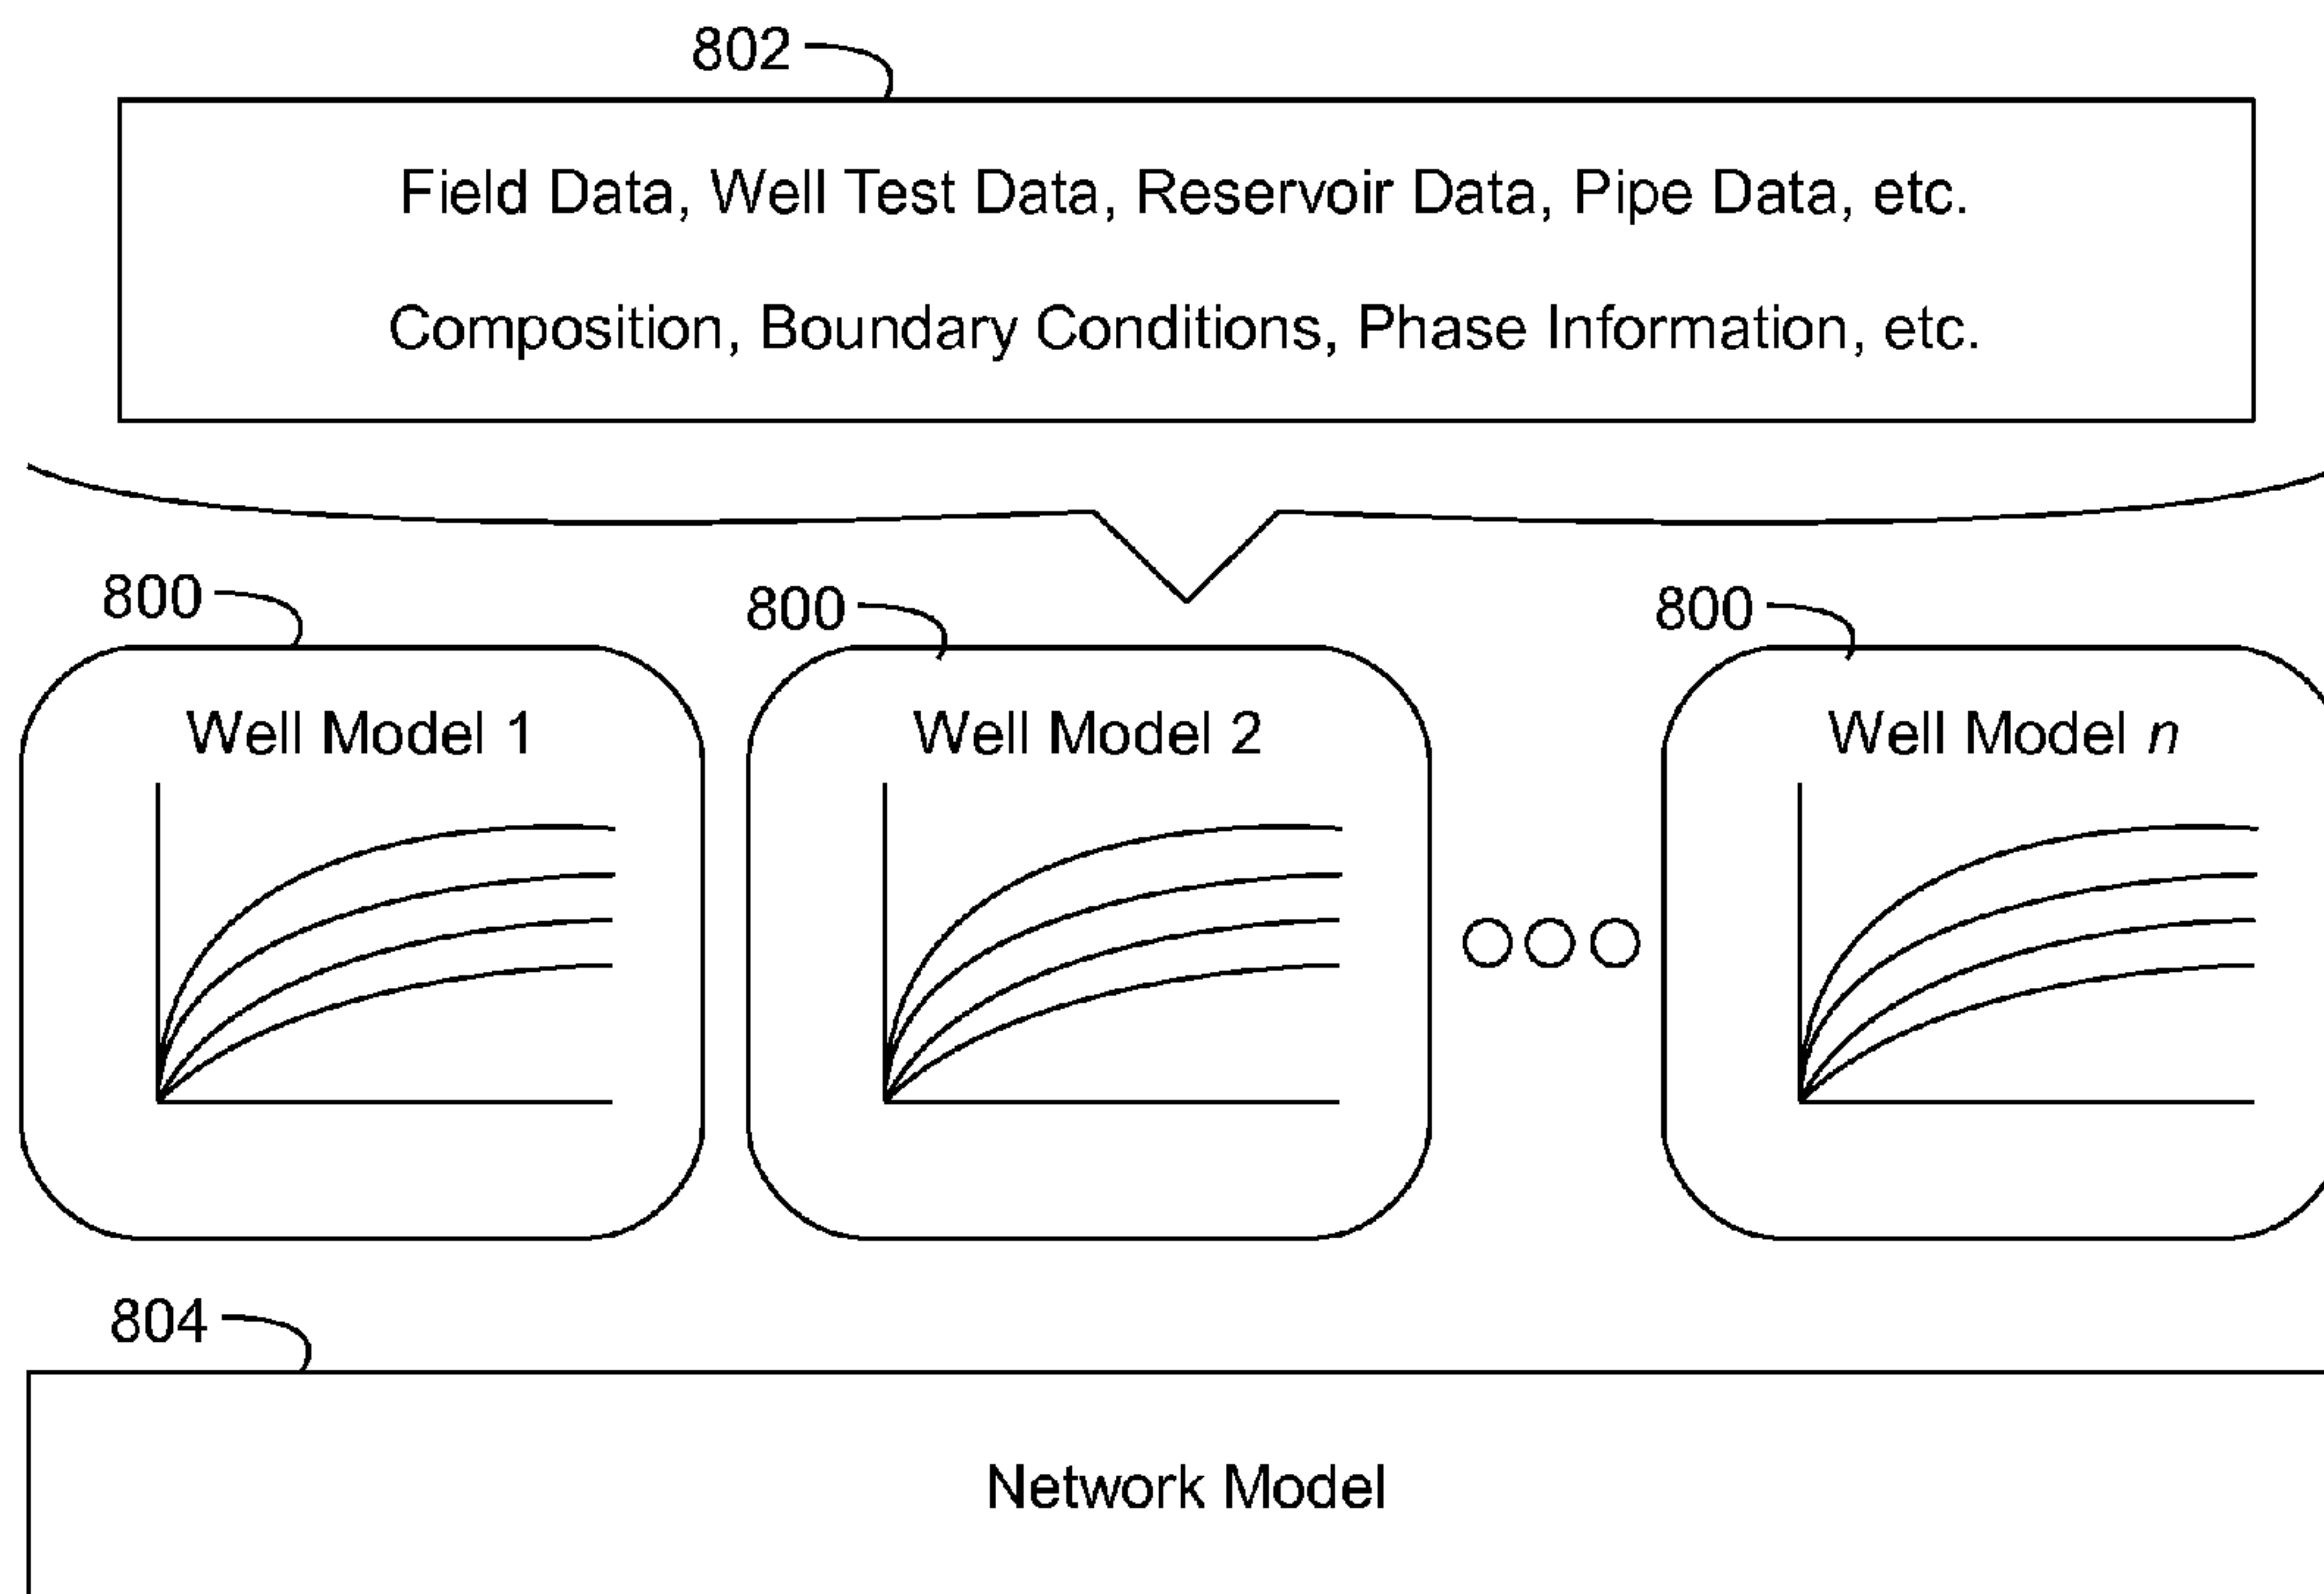 802
Field Data, Well Test Data, Reservoir Data, Pipe Data, etc.
Composition, Boundary Conditions, Phase Information, etc.
800
800
800
Well Model 1
Well Model 2
Well Model n
804
Network Model